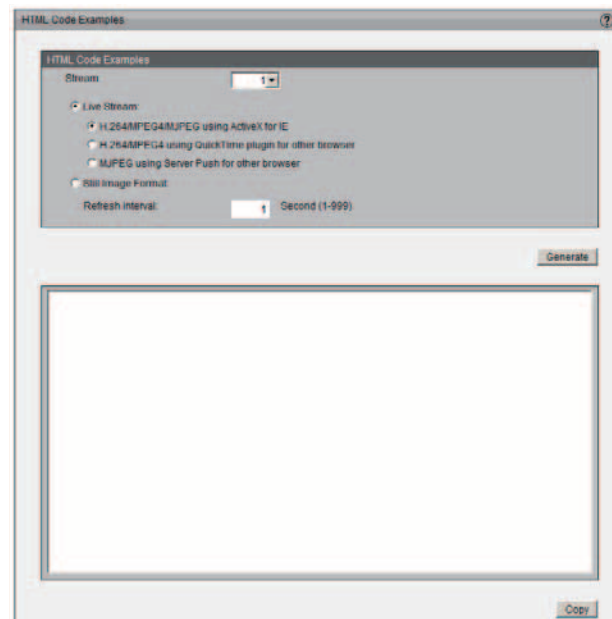 HTML Code Examples
HTML Code Examples
Stream: 1
Live Stream:
H.264/MPEG4/MJPEG using ActiveX for IE
H.264/MPEG4 using QuickTime plugin for other browser
MJPEG using Server Push for other browser
Still Image Format:
Refresh interval: 1 Second (1-999)
Generate
Copy